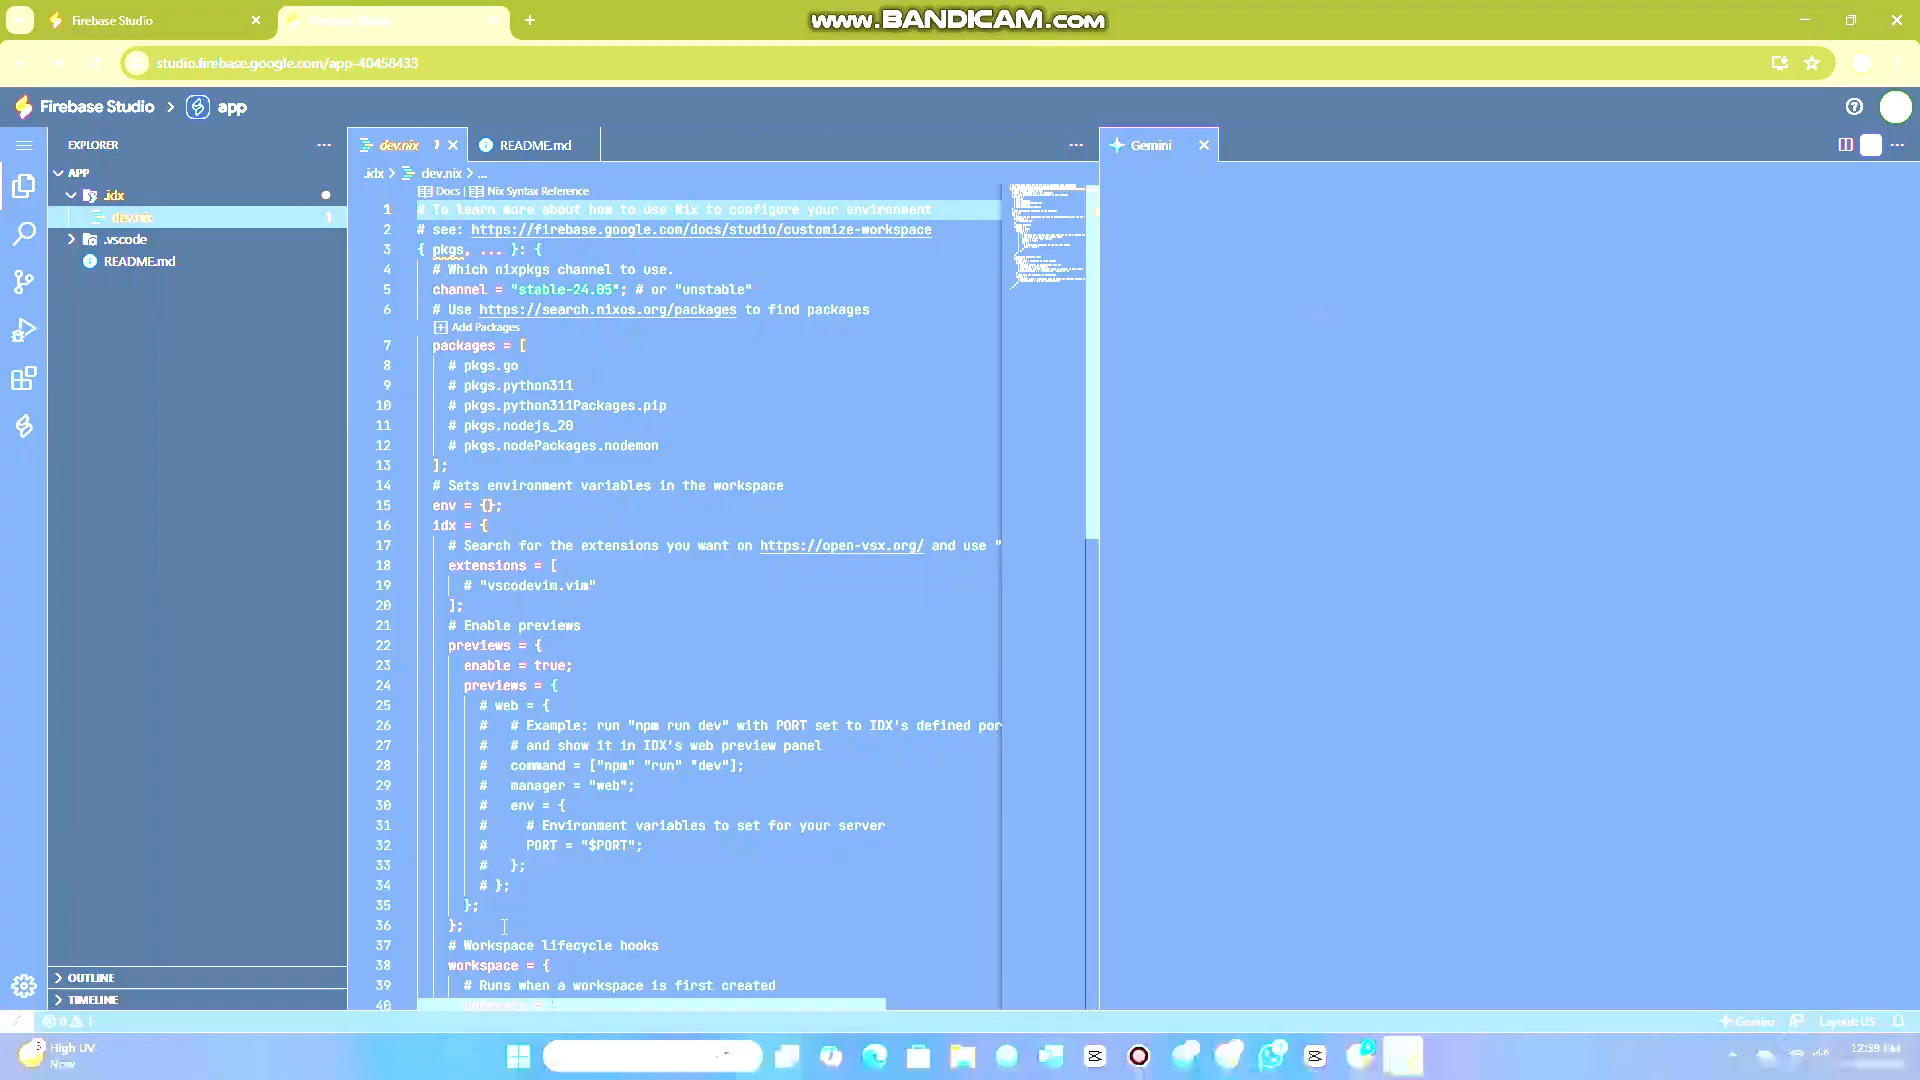 Firebase Studio
www.BANDICAM.com
studio.firebase.google.com/app-40458433
Firebase Studio > app
EXPLORER
APP
.idx
dev.nix 1
.vscode
README.md
OUTLINE
TIMELINE
dev.nix 1
README.md
.idx > dev.nix > ...
Docs | Nix Syntax Reference
1 # To learn more about how to use Nix to configure your environment
2 # see: https://firebase.google.com/docs/studio/customize-workspace
3 { pkgs, ... }: {
4 # Which nixpkgs channel to use.
5 channel = "stable-24.05"; # or "unstable"
6 # Use https://search.nixos.org/packages to find packages
Add Packages
7 packages = [
8 # pkgs.go
9 # pkgs.python311
10 # pkgs.python311Packages.pip
11 # pkgs.nodejs_20
12 # pkgs.nodePackages.nodemon
13 ];
14 # Sets environment variables in the workspace
15 env = {};
16 idx = {
17 # Search for the extensions you want on https://open-vsx.org/ and use "
18 extensions = [
19 # "vscodevim.vim"
20 ];
21 # Enable previews
22 previews = {
23 enable = true;
24 previews = {
25 # web = {
26 # # Example: run "npm run dev" with PORT set to IDX's defined por
27 # # and show it in IDX's web preview panel
28 # command = ["npm" "run" "dev"];
29 # manager = "web";
30 # env = {
31 # # Environment variables to set for your server
32 # PORT = "$PORT";
33 # };
34 # };
35 };
36 };
37 # Workspace lifecycle hooks
38 workspace = {
39 # Runs when a workspace is first created
40
Gemini
0 1
Gemini
Layout: US
High UV
Now
12:39 PM